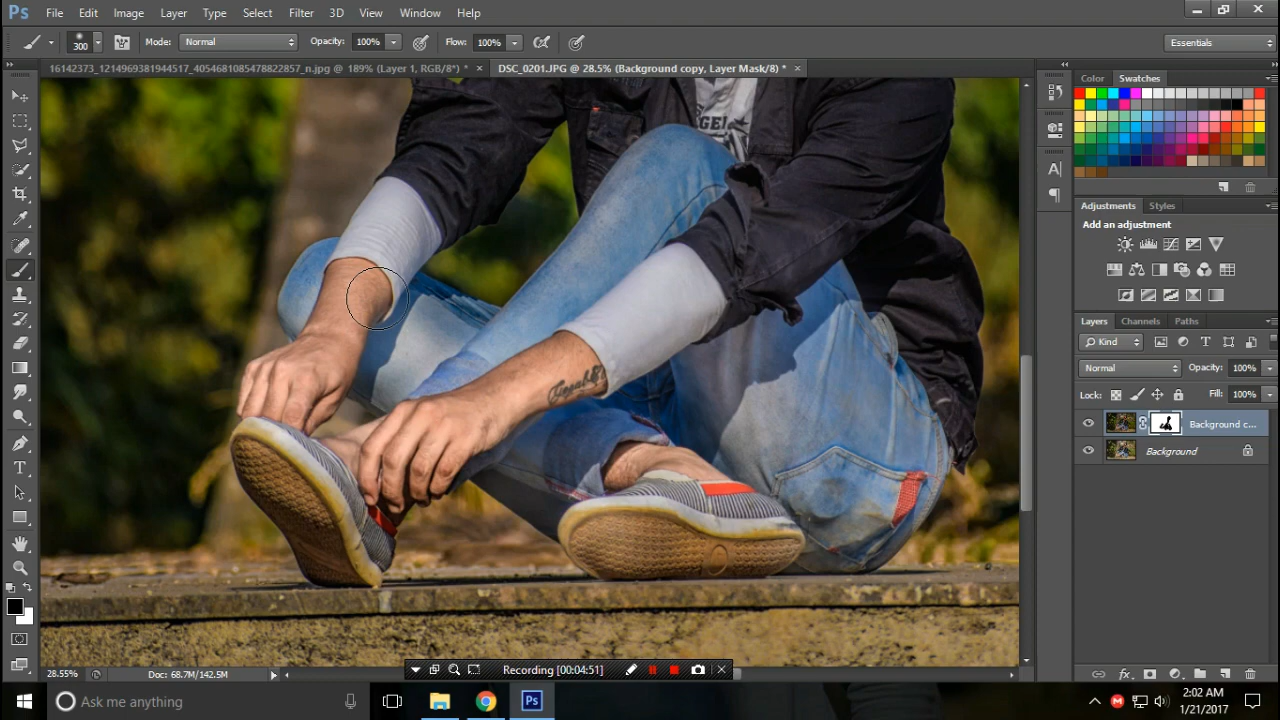 Ps File Edit Image Layer Type Select Filter 3D View Window Help
300 Mode: Normal Opacity: 100% Flow: 100% Essentials
16142373_1214969381944517_4054681085478822857_n.jpg @ 189% (Layer 1, RGB/8*) * × DSC_0201.JPG @ 28.5% (Background copy, Layer Mask/8) * ×
Color Swatches
Adjustments Styles
Add an adjustment
Layers Channels Paths
Kind
Normal Opacity: 100%
Lock: Fill: 100%
Background c...
Background
28.55% Doc: 68.7M/142.5M
Recording [00:04:51]
Ask me anything
Ps
2:02 AM
1/21/2017